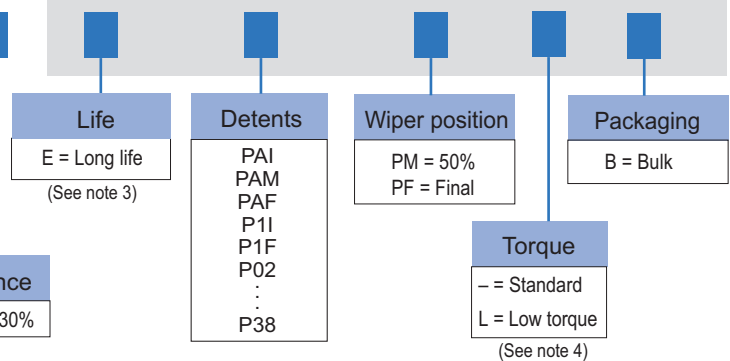 Life
E = Long life
(See note 3)
Detents
PAI
PAM
PAF
P1I
P1F
P02
:
:
P38
Wiper position
PM = 50%
PF = Final
Packaging
B = Bulk
Torque
– = Standard
L = Low torque
(See note 4)
nce
30%